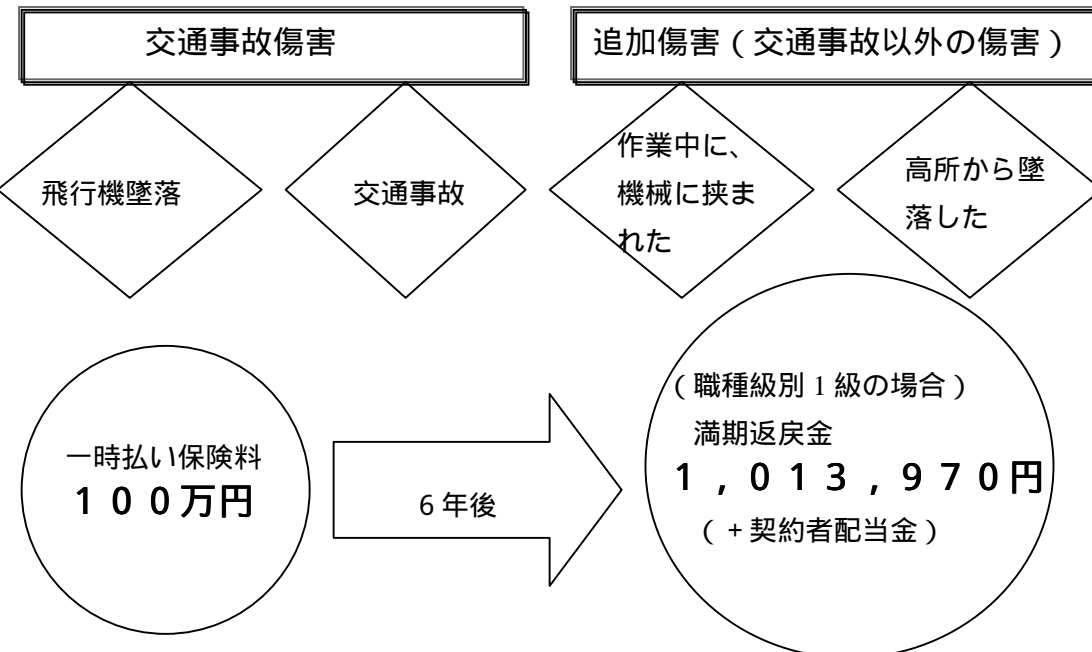 交通事故傷害
追加傷害（交通事故以外の傷害）
飛行機墜落
交通事故
作業中に、
機械に挟ま
れた
高所から墜
落した
一時払い保険料
１００万円
6年後
（職種級別1級の場合）
満期返戻金
１，０１３，９７０円
（+契約者配当金）